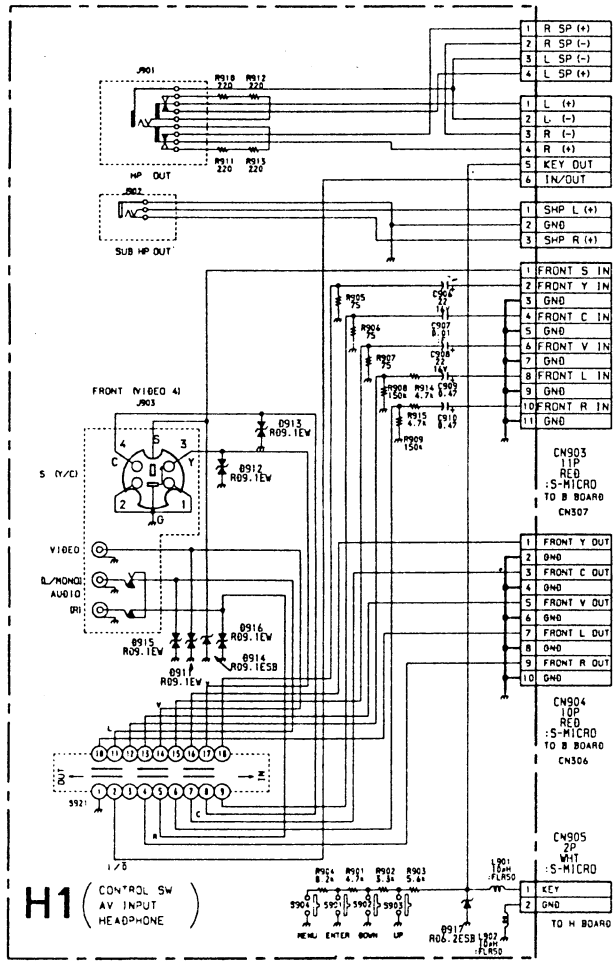 1 R SP (+)
2 R SP (-)
3 L SP (-)
4 L SP (+)
J901
R910 220
R912 220
R911 220
R913 220
HP OUT
1 L (+)
2 L (-)
3 R (-)
4 R (+)
5 KEY OUT
6 IN/OUT
J902
SUB HP OUT
1 SHP L (+)
2 GND
3 SHP R (+)
1 FRONT S IN
2 FRONT Y IN
3 GND
4 FRONT C IN
5 GND
6 FRONT V IN
7 GND
8 FRONT L IN
9 GND
10 FRONT R IN
11 GND
R905 75
R906 75
R907 75
R908 150k
R914 4.7k
R915 4.7k
R909 150k
C906 22 16V
C907 0.01 :F
C908 22 16V
C909 0.47
C910 0.47
CN903
11P
RED
:S-MICRO
TO B BOARD
CN307
FRONT (VIDEO 4)
J903
4 S 3
C Y
2 1
G
S (Y/C)
VIDEO
(L/MONO)
AUDIO
(R)
D913
RD9.1EW
D912
RD9.1EW
D915
RD9.1EW
D911
RD9.1EW
D916
RD9.1EW
D914
RD9.1ESB
1 FRONT Y OUT
2 GND
3 FRONT C OUT
4 GND
5 FRONT V OUT
6 GND
7 FRONT L OUT
8 GND
9 FRONT R OUT
10 GND
CN904
10P
RED
:S-MICRO
TO B BOARD
CN306
L V Y
10 11 12 13 14 15 16 17 18
OUT IN
1 2 3 4 5 6 7 8 9
S921
R C
I/O
CN905
2P
WHT
:S-MICRO
1 KEY
2 GND
TO H BOARD
L901
10µH
:FLR50
R904 8.2k
R901 4.7k
R902 3.3k
R903 5.6k
S904 S901 S902 S903
MENU ENTER DOWN UP
D917
RD6.2ESB
L902
10µH
:FLR50
H1 (CONTROL SW
AV INPUT
HEADPHONE)